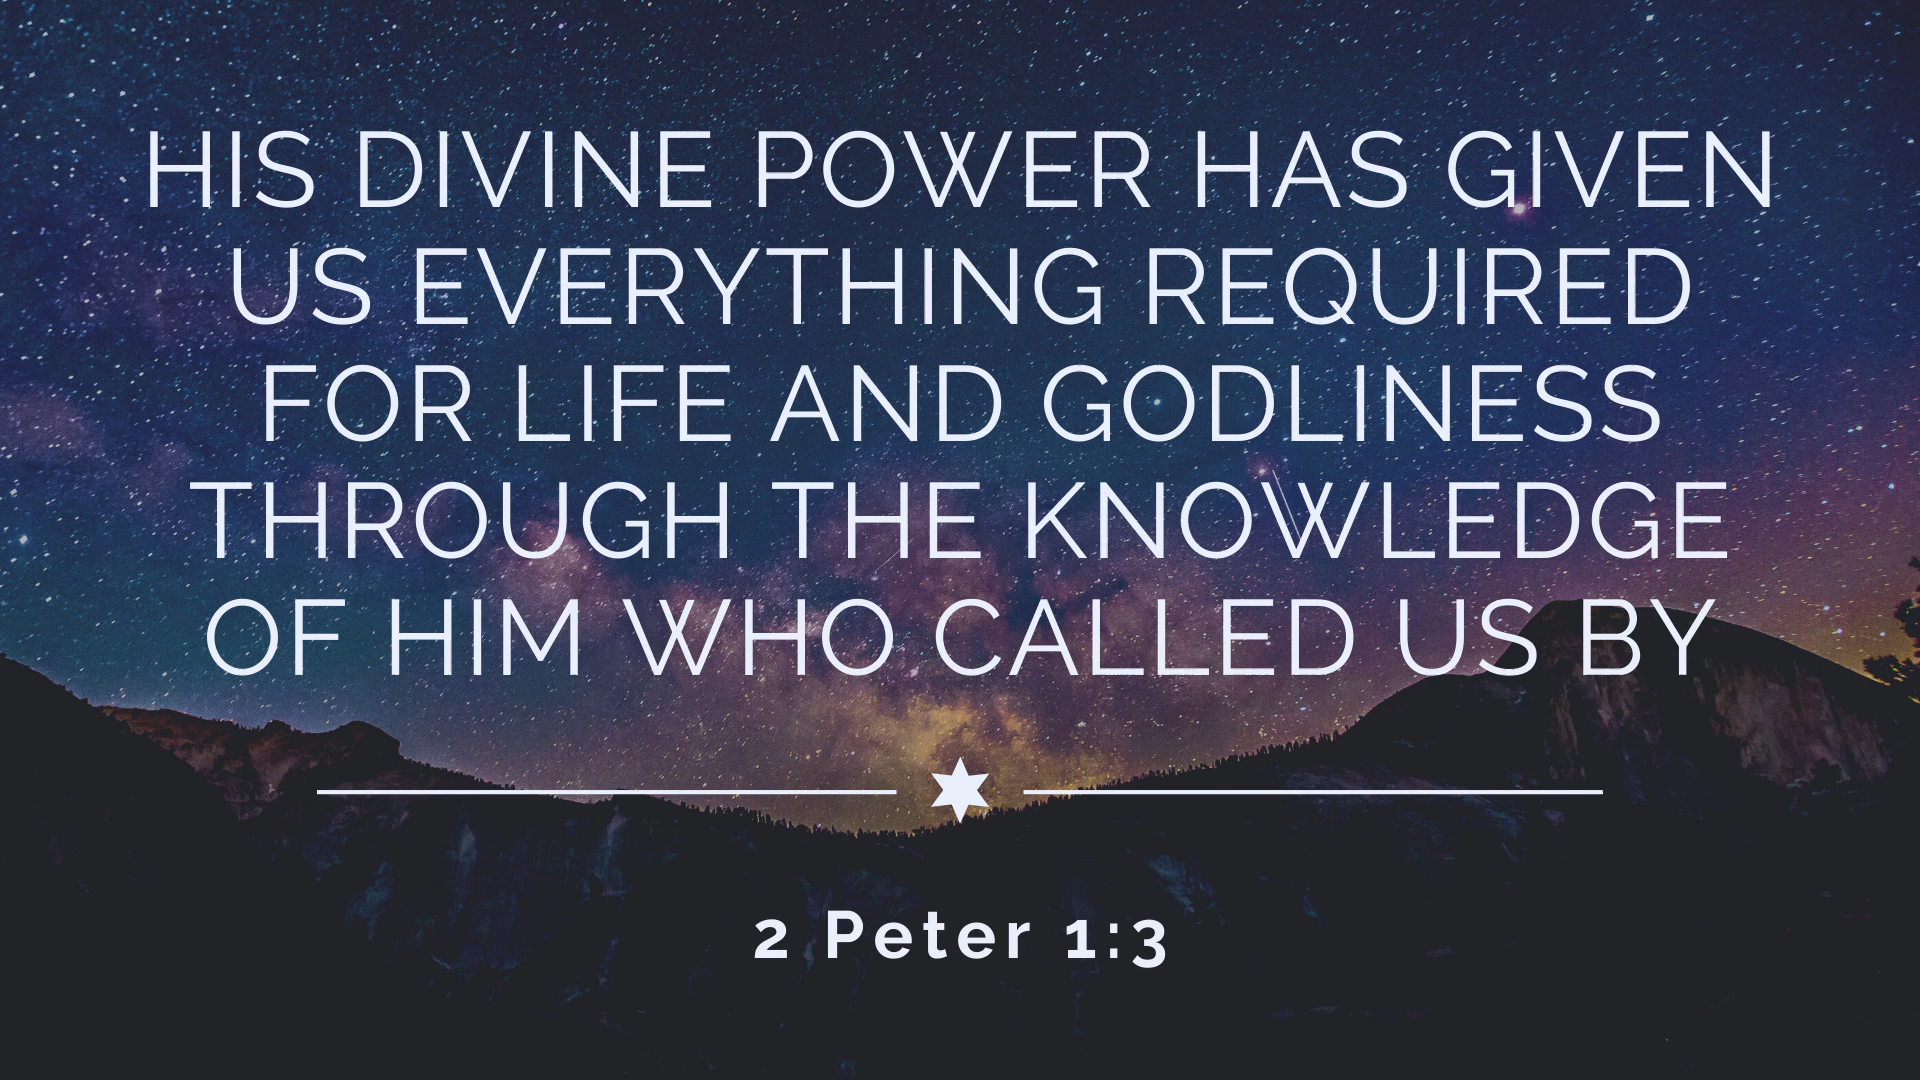 HIS DIVINE POWER HAS GIVEN
US EVERYTHING REQUIRED
FOR LIFE AND GODLINESS
THROUGH THE KNOWLEDGE
OF HIM WHO CALLED US BY
2 Peter 1:3